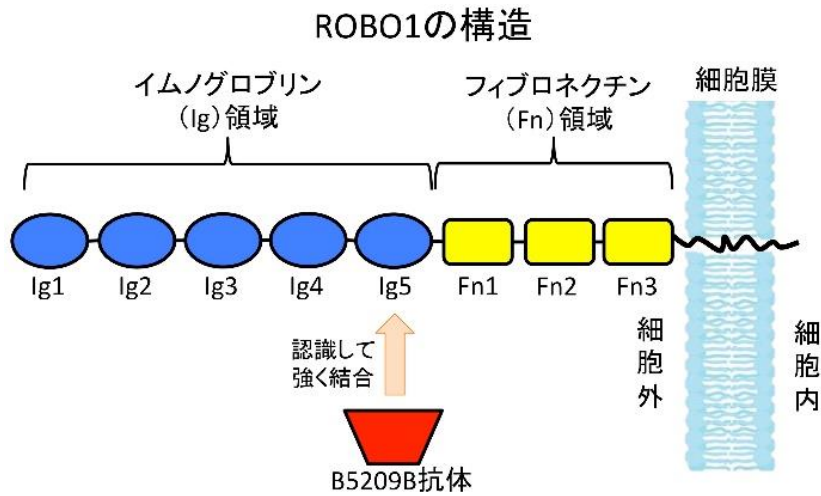 ROBO1の構造
イムノグロブリン
(Ig)領域
フィブロネクチン
(Fn)領域
細胞膜
Ig1
Ig2
Ig3
Ig4
Ig5
Fn1
Fn2
Fn3
認識して
強く結合
細胞外
細胞内
B5209B抗体